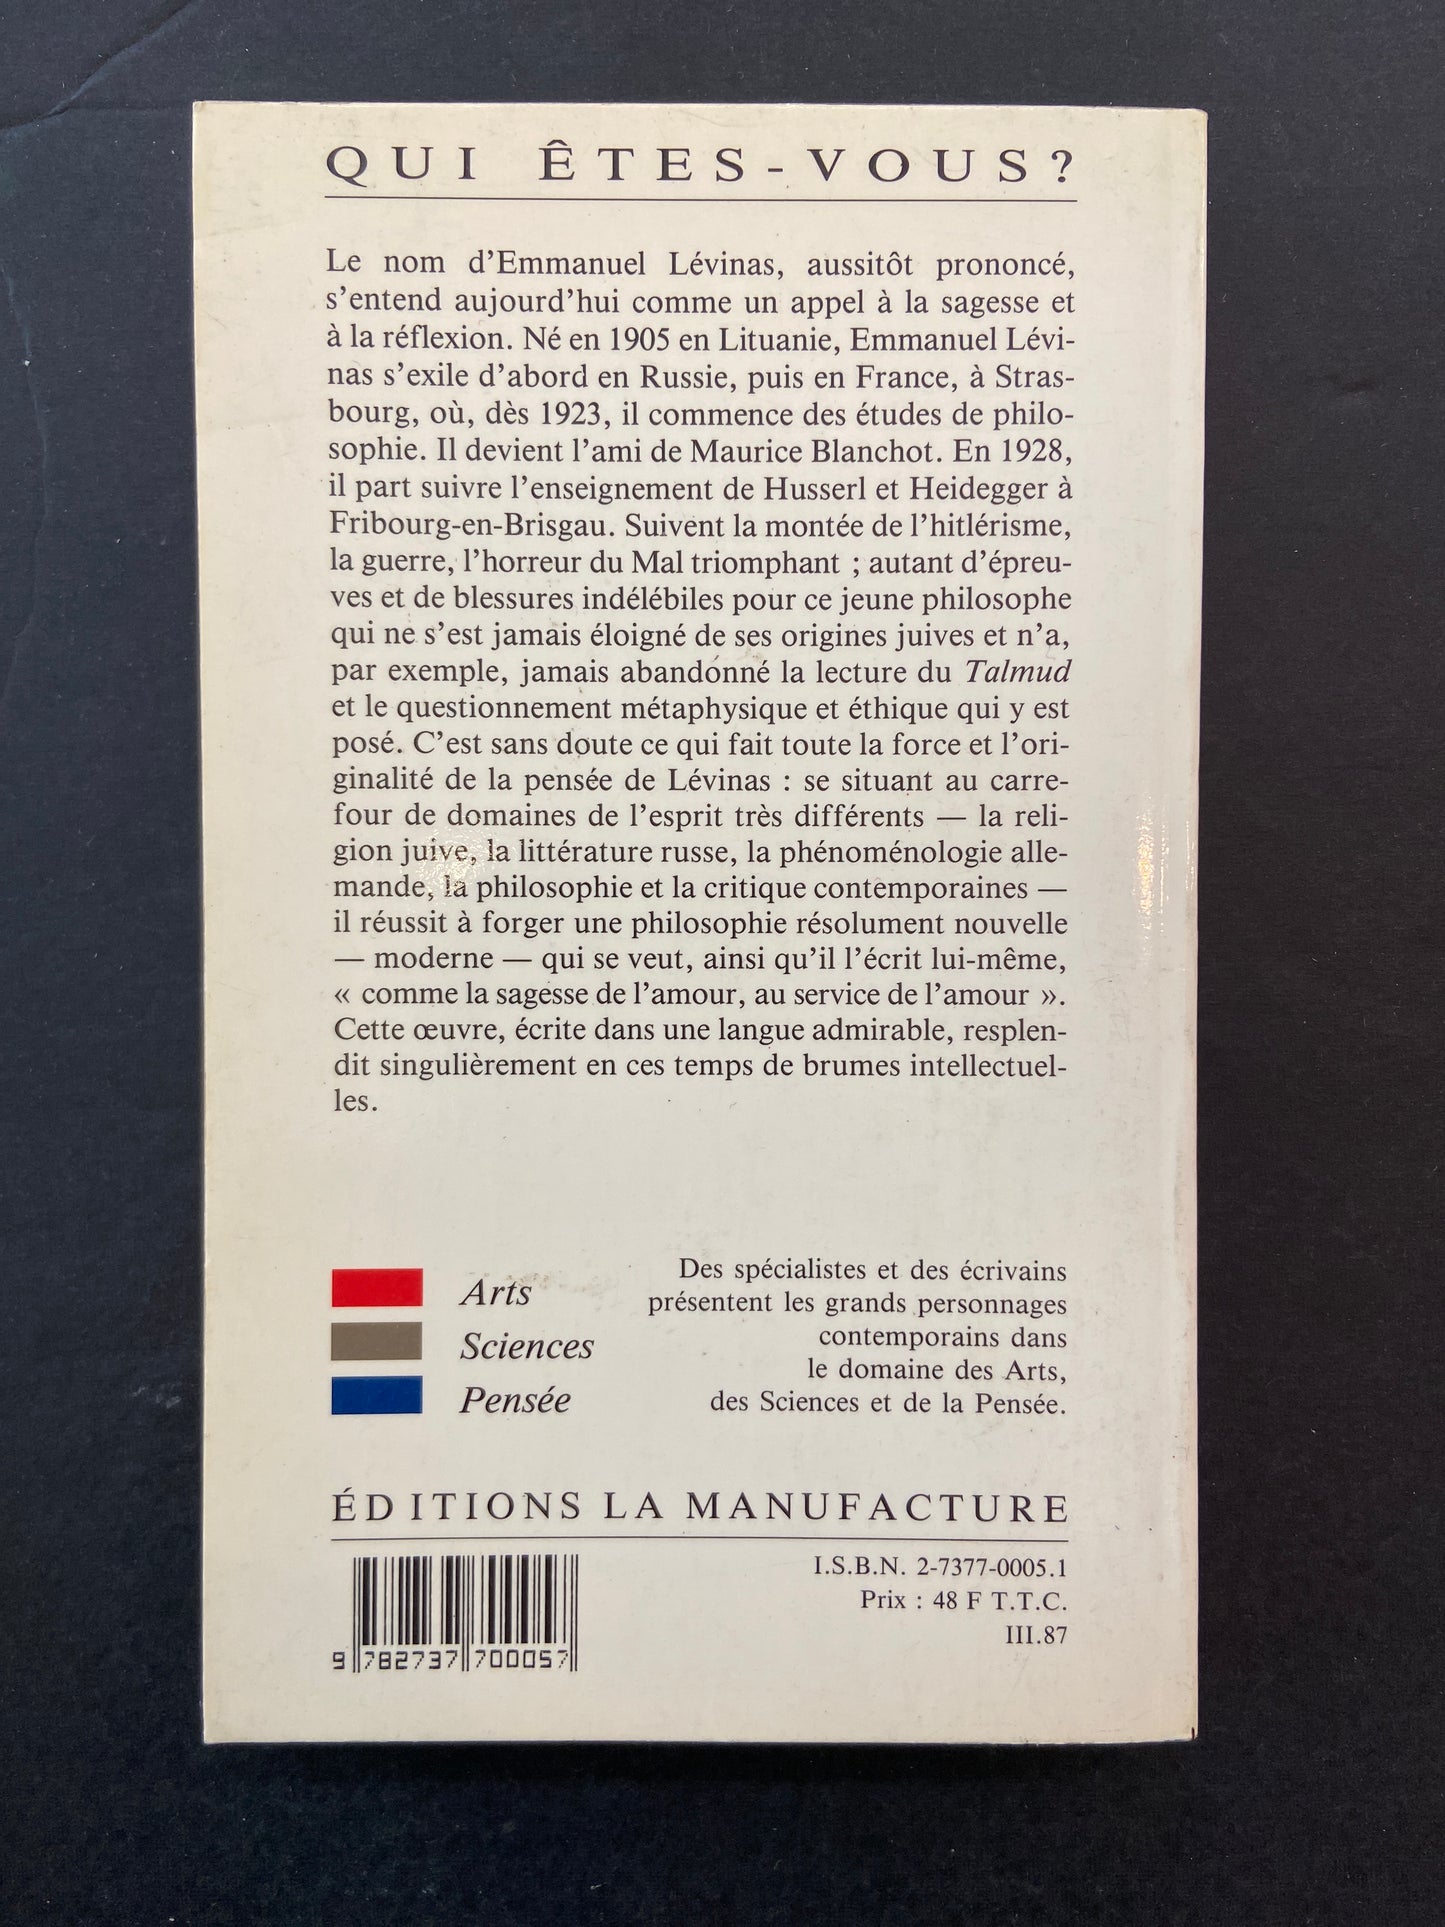 QUI ÊTES-VOUS?
Le nom d'Emmanuel Lévinas, aussitôt prononcé,
s'entend aujourd'hui comme un appel à la sagesse et
à la réflexion. Né en 1905 en Lituanie, Emmanuel Lévi-
nas s'exile d'abord en Russie, puis en France, à Stras-
bourg, où, dès 1923, il commence des études de philo-
sophie. Il devient l'ami de Maurice Blanchot. En 1928,
il part suivre l'enseignement de Husserl et Heidegger à
Fribourg-en-Brisgau. Suivent la montée de l'hitlérisme,
la guerre, l'horreur du Mal triomphant ; autant d'épreu-
ves et de blessures indélébiles pour ce jeune philosophe
qui ne s'est jamais éloigné de ses origines juives et n'a,
par exemple, jamais abandonné la lecture du Talmud
et le questionnement métaphysique et éthique qui y est
posé. C'est sans doute ce qui fait toute la force et l'ori-
ginalité de la pensée de Lévinas : se situant au carre-
four de domaines de l'esprit très différents — la reli-
gion juive, la littérature russe, la phénoménologie alle-
mande, la philosophie et la critique contemporaines —
il réussit à forger une philosophie résolument nouvelle
— moderne — qui se veut, ainsi qu'il l'écrit lui-même,
« comme la sagesse de l'amour, au service de l'amour ».
Cette œuvre, écrite dans une langue admirable, resplen-
dit singulièrement en ces temps de brumes intellectuel-
les.
Arts
Sciences
Pensée
Des spécialistes et des écrivains
présentent les grands personnages
contemporains dans
le domaine des Arts,
des Sciences et de la Pensée.
ÉDITIONS LA MANUFACTURE
I.S.B.N. 2-7377-0005.1
Prix : 48 F T.T.C.
III.87
9 782737 700057